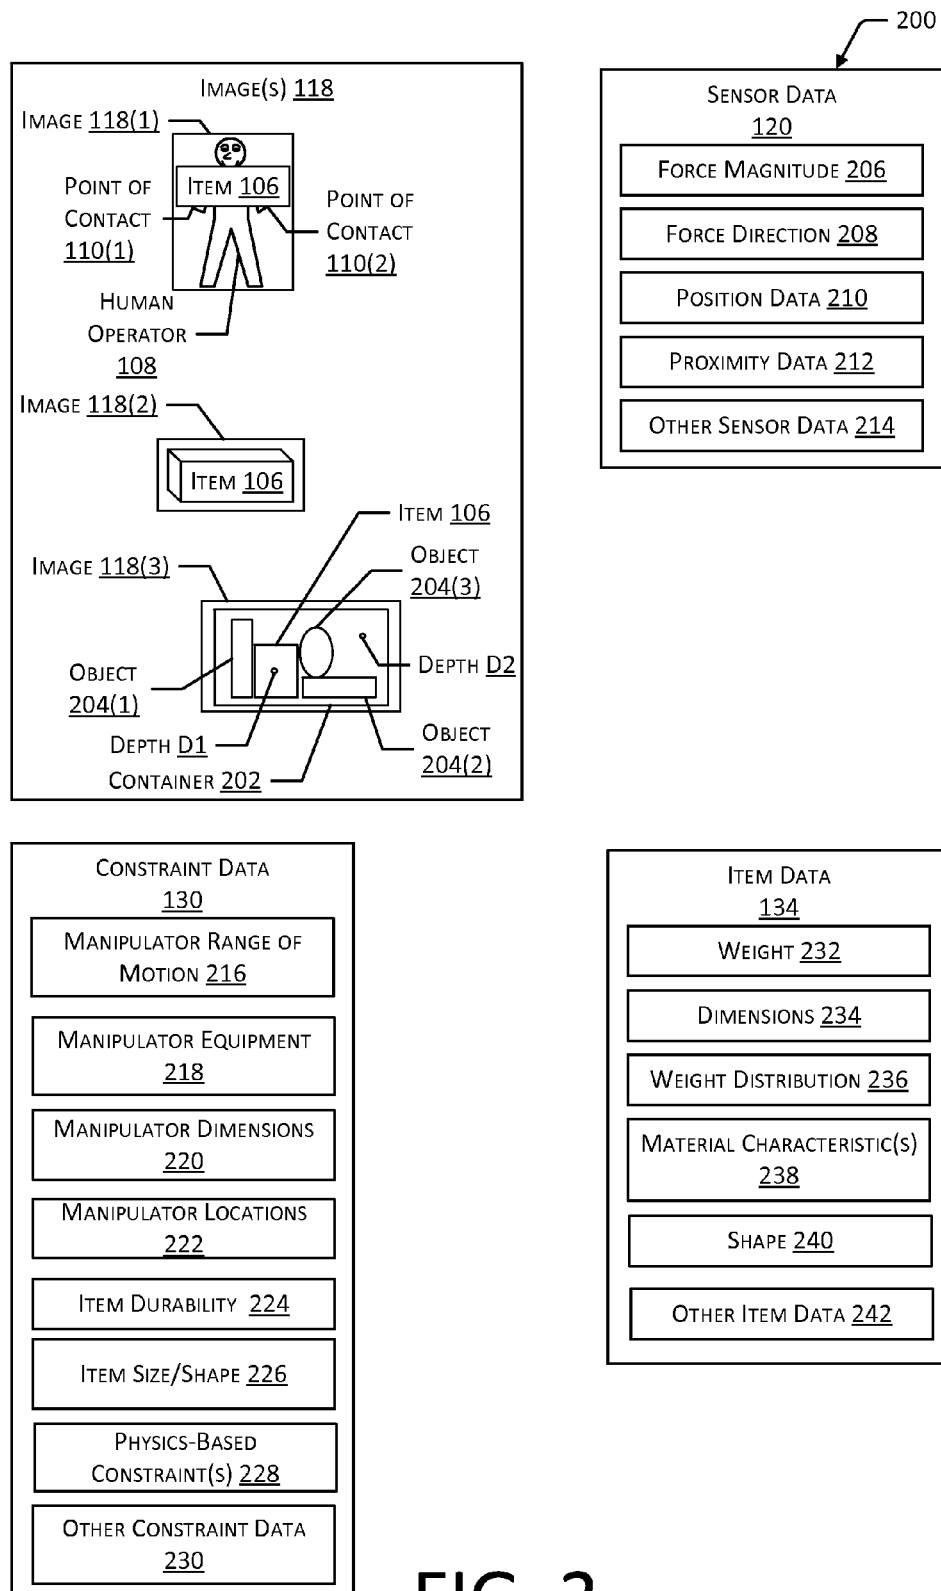 200
IMAGE(S) 118
IMAGE 118(1)
ITEM 106
POINT OF
CONTACT
110(1)
POINT OF
CONTACT
110(2)
HUMAN
OPERATOR
108
IMAGE 118(2)
ITEM 106
ITEM 106
IMAGE 118(3)
OBJECT
204(3)
OBJECT
204(1)
DEPTH D2
DEPTH D1
OBJECT
204(2)
CONTAINER 202
SENSOR DATA
120
FORCE MAGNITUDE 206
FORCE DIRECTION 208
POSITION DATA 210
PROXIMITY DATA 212
OTHER SENSOR DATA 214
CONSTRAINT DATA
130
MANIPULATOR RANGE OF
MOTION 216
MANIPULATOR EQUIPMENT
218
MANIPULATOR DIMENSIONS
220
MANIPULATOR LOCATIONS
222
ITEM DURABILITY 224
ITEM SIZE/SHAPE 226
PHYSICS-BASED
CONSTRAINT(S) 228
OTHER CONSTRAINT DATA
230
ITEM DATA
134
WEIGHT 232
DIMENSIONS 234
WEIGHT DISTRIBUTION 236
MATERIAL CHARACTERISTIC(S)
238
SHAPE 240
OTHER ITEM DATA 242
FIG. 2